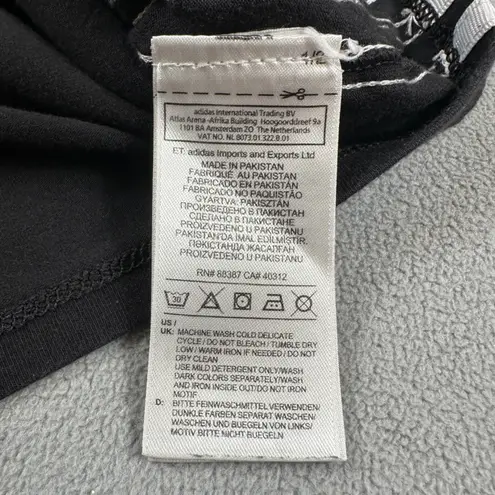 adidas International Trading BV
Atlas Arena -Afrika Building Hoogoorddreef 9a
1101 BA Amsterdam ZO The Netherlands
VAT NO. NL 8073.01.322.B.01
ET. adidas Imports and Exports Ltd
MADE IN PAKISTAN
FABRIQUÉ AU PAKISTAN
FABRICADO EN PAKISTÁN
FABRICADO NO PAQUISTÃO
GYÁRTVA: PAKISZTÁN
ПРОИЗВЕДЕНО В ПАКИСТАН
СДЕЛАНО В ПАКИСТАНЕ
PROIZVEDENO U PAKISTANU
PAKISTAN'DA İMAL EDİLMİŞTİR.
PROIZVEDENO U PAKISTANU
ПӘКІСТАНДА ЖАСАЛҒАН
RN# 88387 CA# 40312
30
US /
UK: MACHINE WASH COLD DELICATE
CYCLE / DO NOT BLEACH / TUMBLE DRY
LOW / WARM IRON IF NEEDED / DO NOT
DRY CLEAN
USE MILD DETERGENT ONLY/WASH
DARK COLORS SEPARATELY/WASH
AND IRON INSIDE OUT/DO NOT IRON
MOTIF
D: BITTE FEINWASCHMITTEL VERWENDEN/
DUNKLE FARBEN SEPARAT WASCHEN/
WASCHEN UND BUEGELN VON LINKS/
MOTIV BITTE NICHT BUEGELN